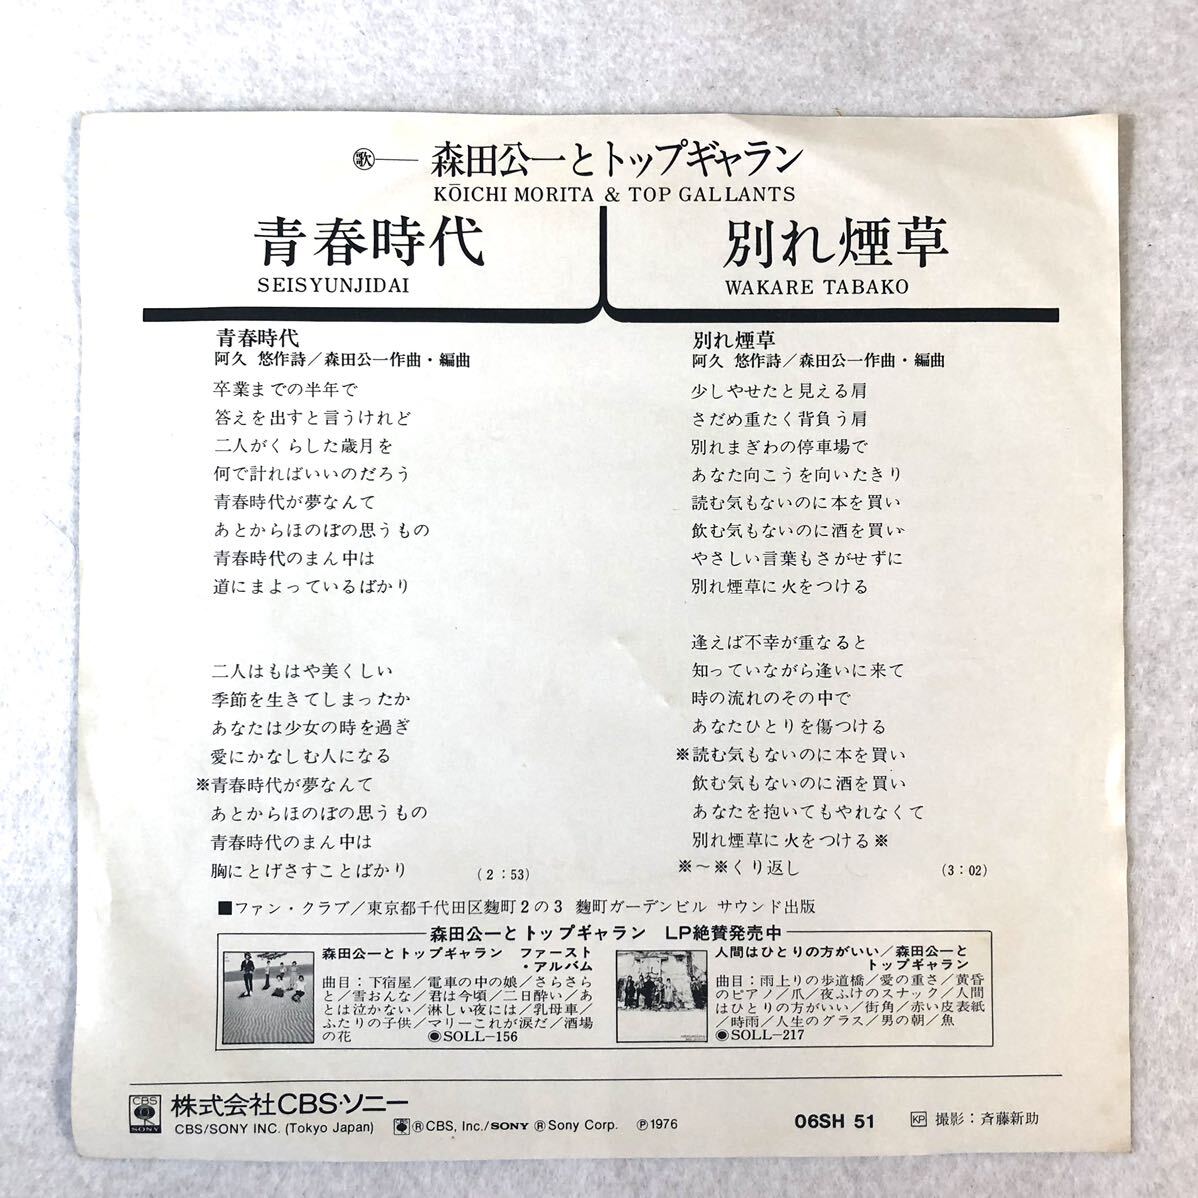 歌 森田公一とトップギャラン
KŌICHI MORITA & TOP GALLANTS
青春時代
SEISYUNJIDAI
別れ煙草
WAKARE TABAKO
青春時代
阿久 悠作詩／森田公一作曲・編曲
卒業までの半年で
答えを出すと言うけれど
二人がくらした歳月を
何で計ればいいのだろう
青春時代が夢なんて
あとからほのぼの思うもの
青春時代のまん中は
道にまよっているばかり
二人はもはや美くしい
季節を生きてしまったか
あなたは少女の時を過ぎ
愛にかなしむ人になる
※青春時代が夢なんて
あとからほのぼの思うもの
青春時代のまん中は
胸にとげさすことばかり
(2：53)
別れ煙草
阿久 悠作詩／森田公一作曲・編曲
少しやせたと見える肩
さだめ重たく背負う肩
別れまぎわの停車場で
あなた向こうを向いたきり
読む気もないのに本を買い
飲む気もないのに酒を買い
やさしい言葉もさがせずに
別れ煙草に火をつける
逢えば不幸が重なると
知っていながら逢いに来て
時の流れのその中で
あなたひとりを傷つける
※読む気もないのに本を買い
飲む気もないのに酒を買い
あなたを抱いてもやれなくて
別れ煙草に火をつける※
※〜※くり返し
(3：02)
■ファン・クラブ／東京都千代田区麴町2の3 麴町ガーデンビル サウンド出版
森田公一とトップギャラン LP絶賛発売中
森田公一とトップギャラン ファースト
・アルバム
曲目：下宿屋／電車の中の娘／さらさら
と／雪おんな／君は今頃／二日酔い／あ
とは泣かない／淋しい夜には／乳母車／
ふたりの子供／マリーこれが涙だ／酒場
の花 ●SOLL-156
人間はひとりの方がいい／森田公一と
トップギャラン
曲目：雨上りの歩道橋／愛の重さ／黄昏
のピアノ／爪／夜ふけのスナック／人間
はひとりの方がいい／街角／赤い皮表紙
／時雨／人生のグラス／男の朝／魚
●SOLL-217
CBS
SONY
株式会社CBS・ソニー
CBS/SONY INC. (Tokyo Japan)
Ⓡ CBS, Inc./SONY Ⓡ Sony Corp. Ⓟ 1976
06SH 51
KP 撮影：斉藤新助